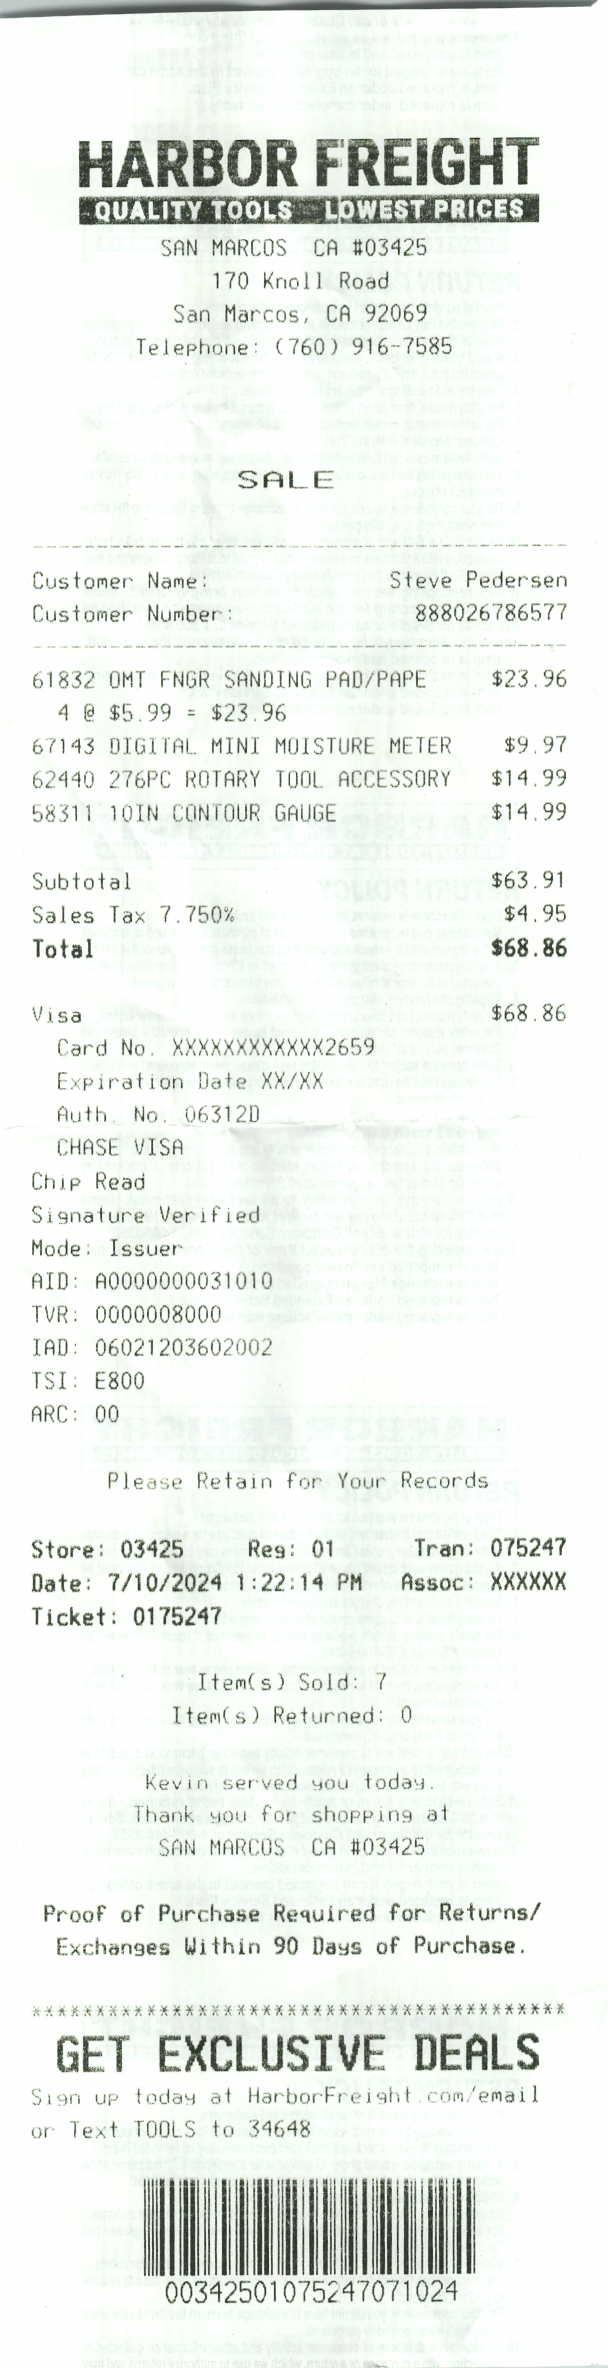 HARBOR FREIGHT
QUALITY TOOLS LOWEST PRICES
SAN MARCOS CA #03425
170 Knoll Road
San Marcos, CA 92069
Telephone: (760) 916-7585
SALE
Customer Name: Steve Pedersen
Customer Number: 888026786577
61832 OMT FNGR SANDING PAD/PAPE $23.96
4 @ $5.99 = $23.96
67143 DIGITAL MINI MOISTURE METER $9.97
62440 276PC ROTARY TOOL ACCESSORY $14.99
58311 10IN CONTOUR GAUGE $14.99
Subtotal $63.91
Sales Tax 7.750% $4.95
Total $68.86
Visa $68.86
Card No. XXXXXXXXXXXX2659
Expiration Date XX/XX
Auth. No. 06312D
CHASE VISA
Chip Read
Signature Verified
Mode: Issuer
AID: A0000000031010
TVR: 0000008000
IAD: 06021203602002
TSI: E800
ARC: 00
Please Retain for Your Records
Store: 03425 Reg: 01 Tran: 075247
Date: 7/10/2024 1:22:14 PM Assoc: XXXXXX
Ticket: 0175247
Item(s) Sold: 7
Item(s) Returned: 0
Kevin served you today.
Thank you for shopping at
SAN MARCOS CA #03425
Proof of Purchase Required for Returns/
Exchanges Within 90 Days of Purchase.
******************************************
GET EXCLUSIVE DEALS
Sign up today at HarborFreight.com/email
or Text TOOLS to 34648
00342501075247071024